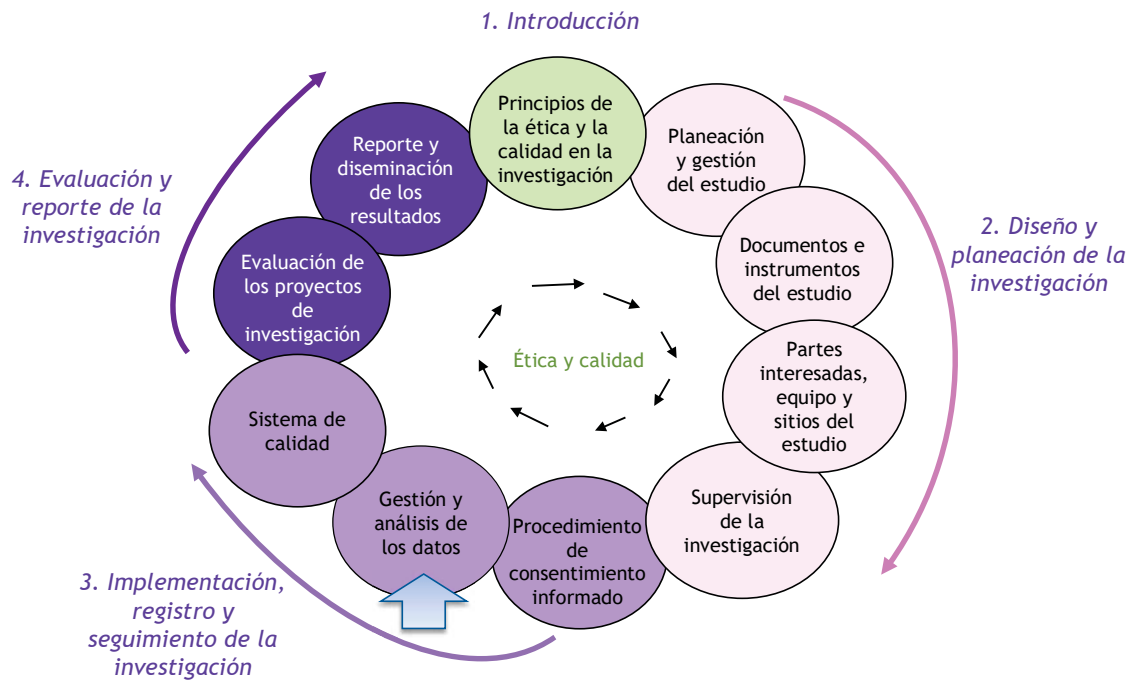 1. Introducción
Principios de
la ética y la
calidad en la
investigación
Planeación
y gestión
del estudio
2. Diseño y
planeación de la
investigación
Documentos e
instrumentos
del estudio
Partes
interesadas,
equipo y
sitios del
estudio
Supervisión
de la
investigación
3. Implementación,
registro y
seguimiento de la
investigación
Procedimiento
de
consentimiento
informado
Gestión y
análisis de
los datos
Sistema de
calidad
4. Evaluación y
reporte de la
investigación
Evaluación de
los proyectos
de
investigación
Reporte y
diseminación
de los
resultados
Ética y calidad